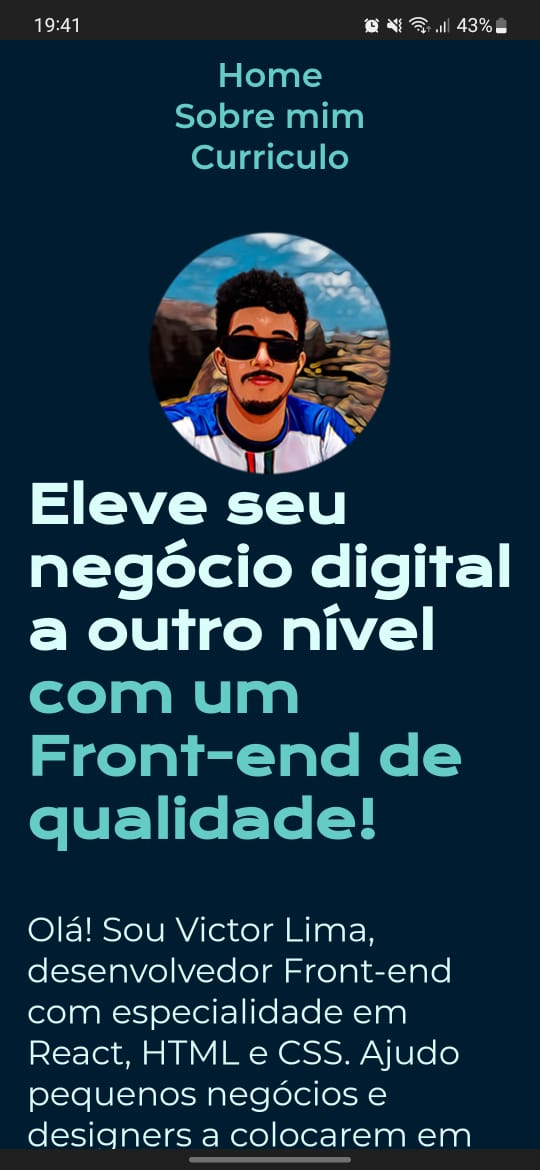 19:41
43%
Home
Sobre mim
Curriculo
Eleve seu
negócio digital
a outro nível
com um
Front-end de
qualidade!
Olá! Sou Victor Lima,
desenvolvedor Front-end
com especialidade em
React, HTML e CSS. Ajudo
pequenos negócios e
designers a colocarem em